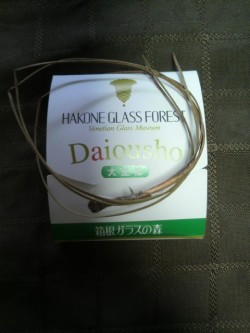 HAKONE GLASS FOREST
Venetian Glass Museum
Daiousho
大王松
箱根ガラスの森